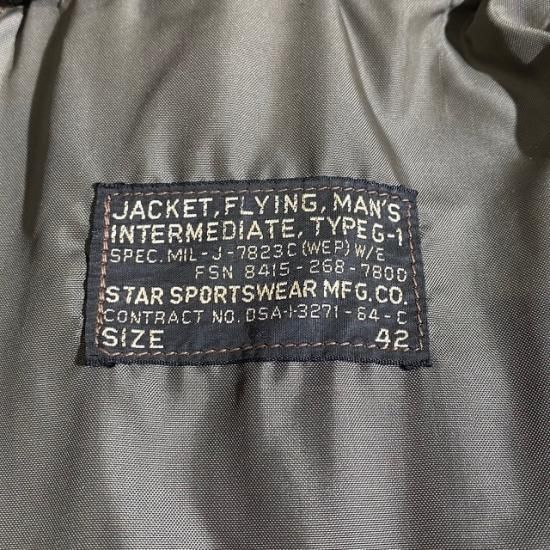 JACKET, FLYING, MAN'S
INTERMEDIATE, TYPE G-1
SPEC. MIL-J-7823C (WEP) W/E
FSN 8415-268-7800
STAR SPORTSWEAR MFG. CO.
CONTRACT NO. DSA-1-3271-64-C
SIZE 42